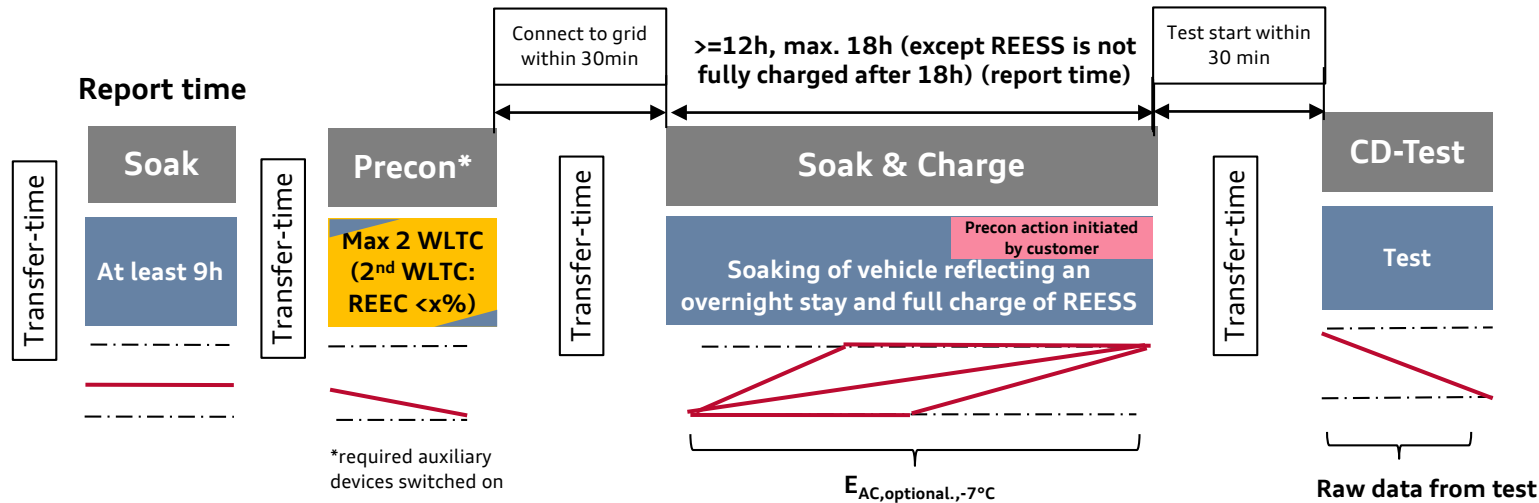 Connect to grid
within 30min
>=12h, max. 18h (except REESS is not
fully charged after 18h) (report time)
Test start within
30 min
Report time
Transfer-time
Soak
At least 9h
Transfer-time
Precon*
Max 2 WLTC
(2nd WLTC:
REEC <x%)
*required auxiliary
devices switched on
Transfer-time
Soak & Charge
Precon action initiated
by customer
Soaking of vehicle reflecting an
overnight stay and full charge of REESS
E AC,optional.,-7°C
Transfer-time
CD-Test
Test
Raw data from test